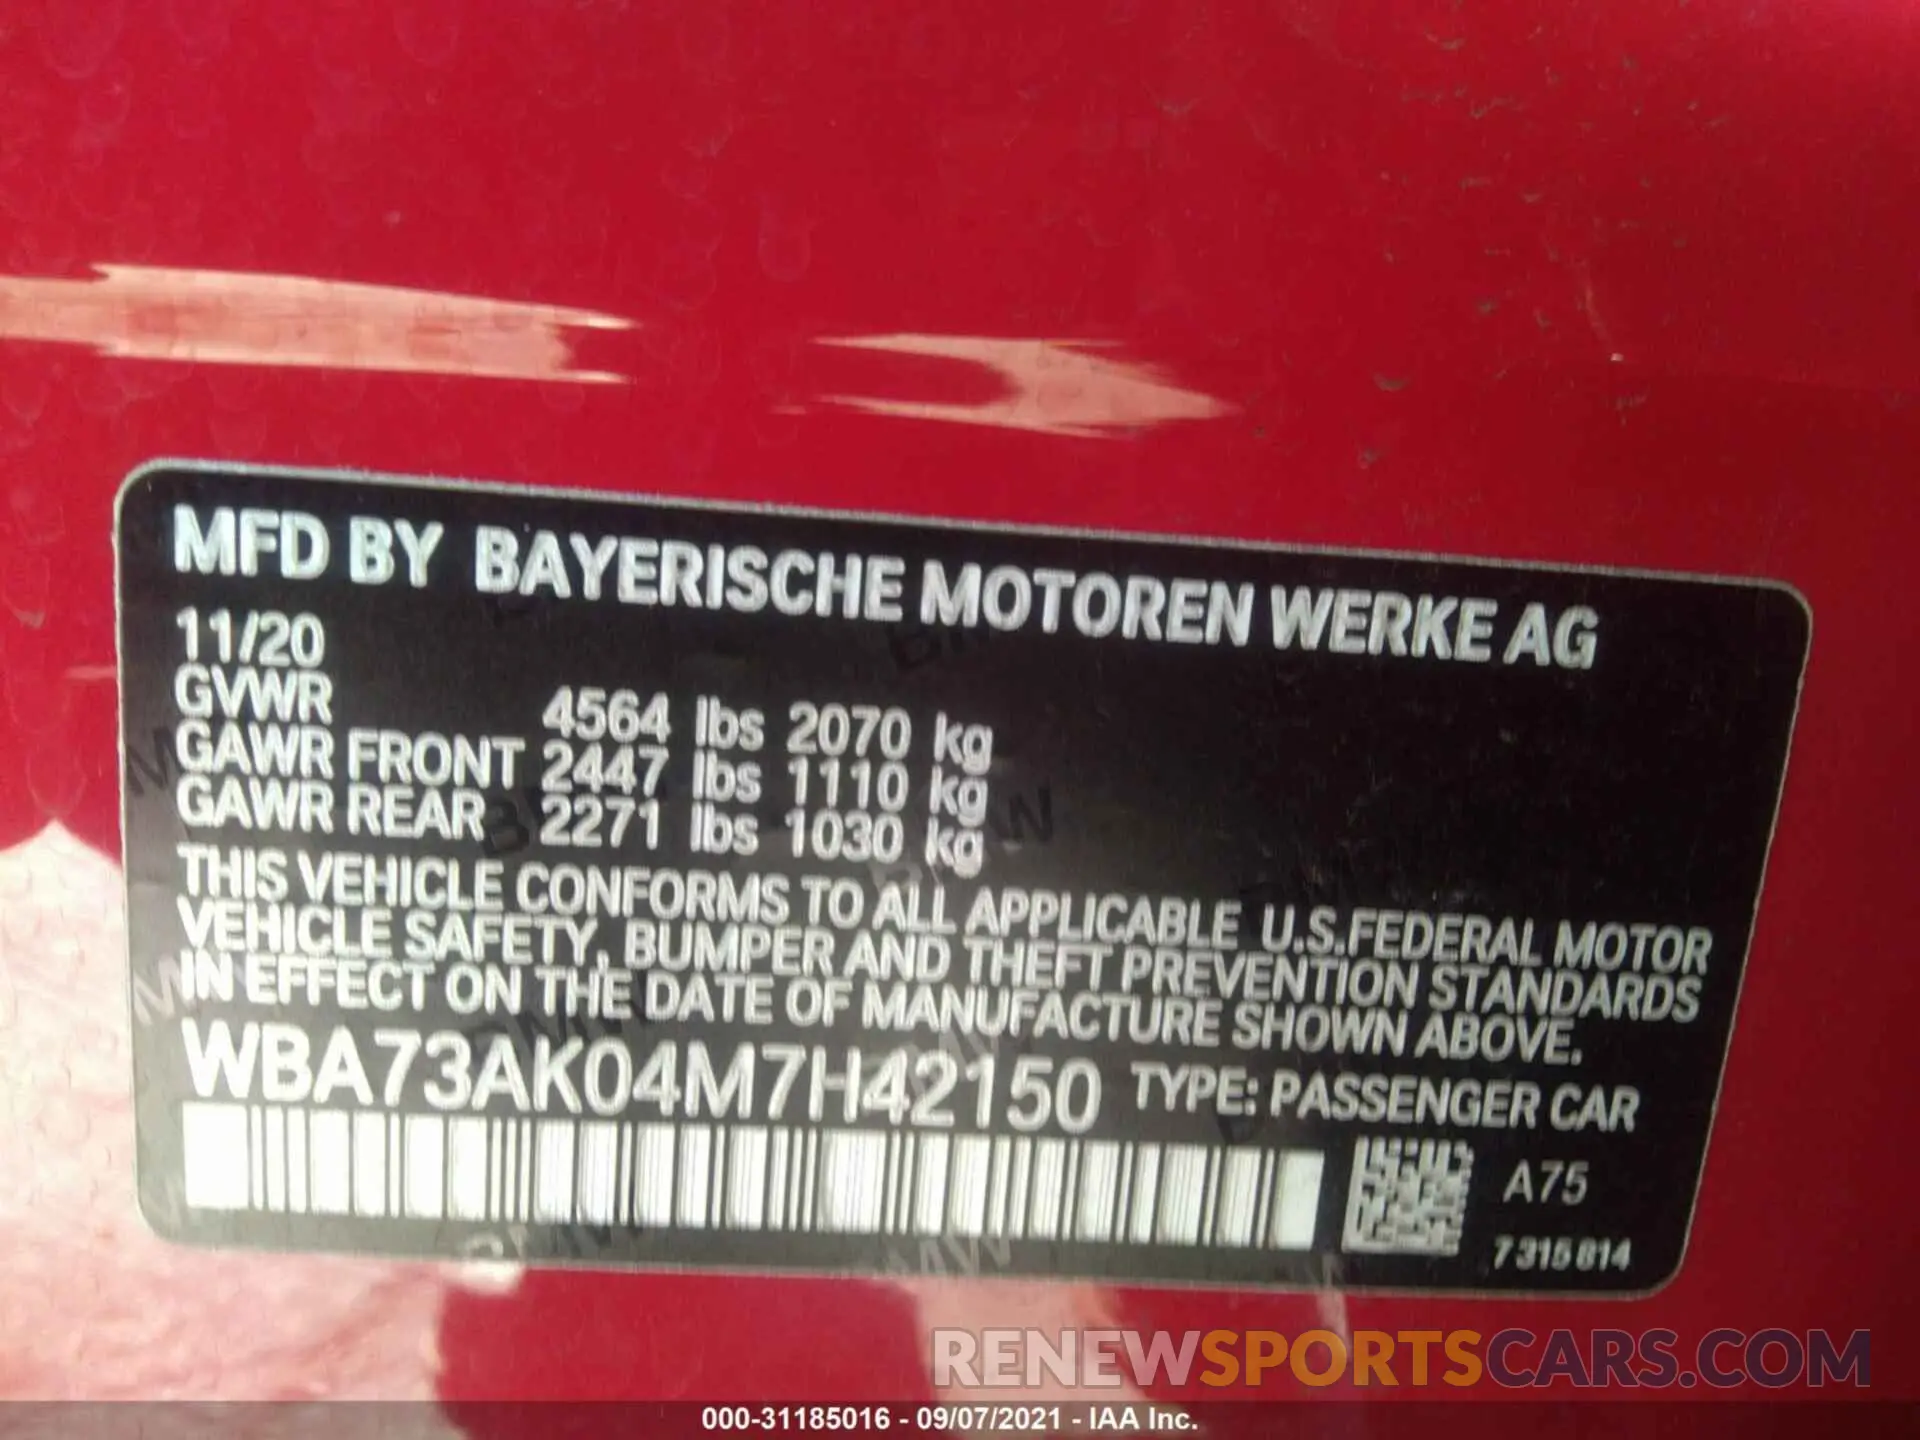 MFD BY BAYERISCHE MOTOREN WERKE AG
11/20
GVWR 4564 lbs 2070 kg
GAWR FRONT 2447 lbs 1110 kg
GAWR REAR 2271 lbs 1030 kg
THIS VEHICLE CONFORMS TO ALL APPLICABLE U.S.FEDERAL MOTOR
VEHICLE SAFETY, BUMPER AND THEFT PREVENTION STANDARDS
IN EFFECT ON THE DATE OF MANUFACTURE SHOWN ABOVE.
WBA73AK04M7H42150 TYPE: PASSENGER CAR
A75
7 315 814
RENEWSPORTSCARS.COM
000-31185016 - 09/07/2021 - IAA Inc.